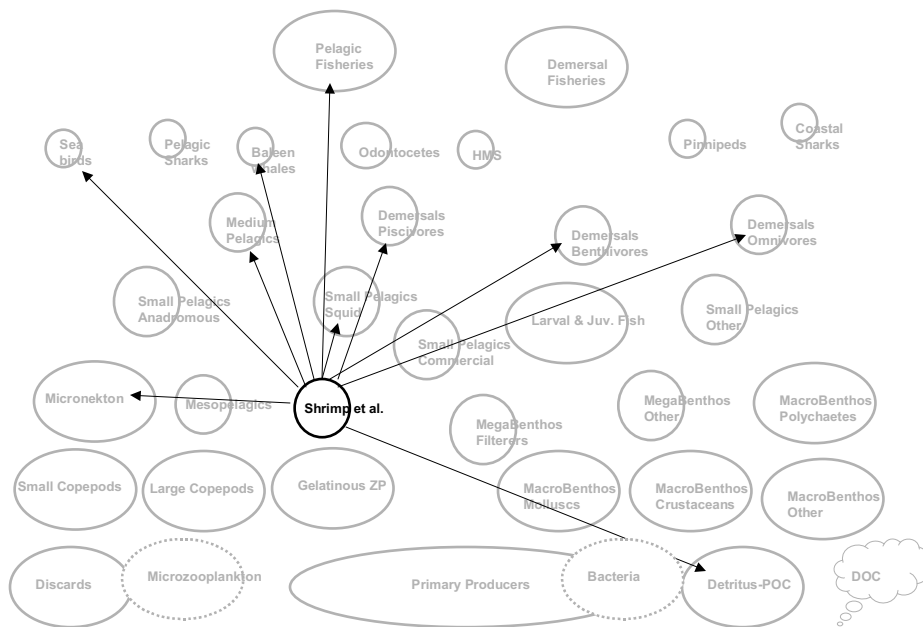 Pelagic
Fisheries
Demersal
Fisheries
Sea
birds
Pelagic
Sharks
Baleen
Whales
Odontocetes
HMS
Pinnipeds
Coastal
Sharks
Medium
Pelagics
Demersals
Piscivores
Demersals
Benthivores
Demersals
Omnivores
Small Pelagics
Anadromous
Small Pelagics
Squid
Small Pelagics
Commercial
Larval & Juv. Fish
Small Pelagics
Other
Micronekton
Mesopelagics
Shrimp et al.
MegaBenthos
Filterers
MegaBenthos
Other
MacroBenthos
Polychaetes
Small Copepods
Large Copepods
Gelatinous ZP
MacroBenthos
Molluscs
MacroBenthos
Crustaceans
MacroBenthos
Other
Discards
Microzooplankton
Primary Producers
Bacteria
Detritus-POC
DOC